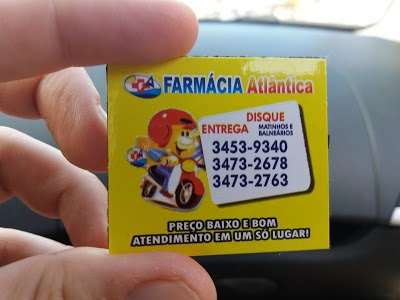 FARMÁCIA Atlântica
DISQUE
ENTREGA
MATINHOS E
BALNEÁRIOS
3453-9340
3473-2678
3473-2763
PREÇO BAIXO E BOM
ATENDIMENTO EM UM SÓ LUGAR!